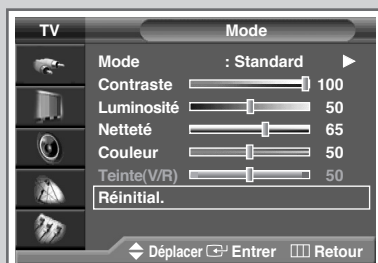 TV Mode
Mode : Standard
Contraste 100
Luminosité 50
Netteté 65
Couleur 50
Teinte(V/R) 50
Réinitial.
Déplacer Entrer Retour